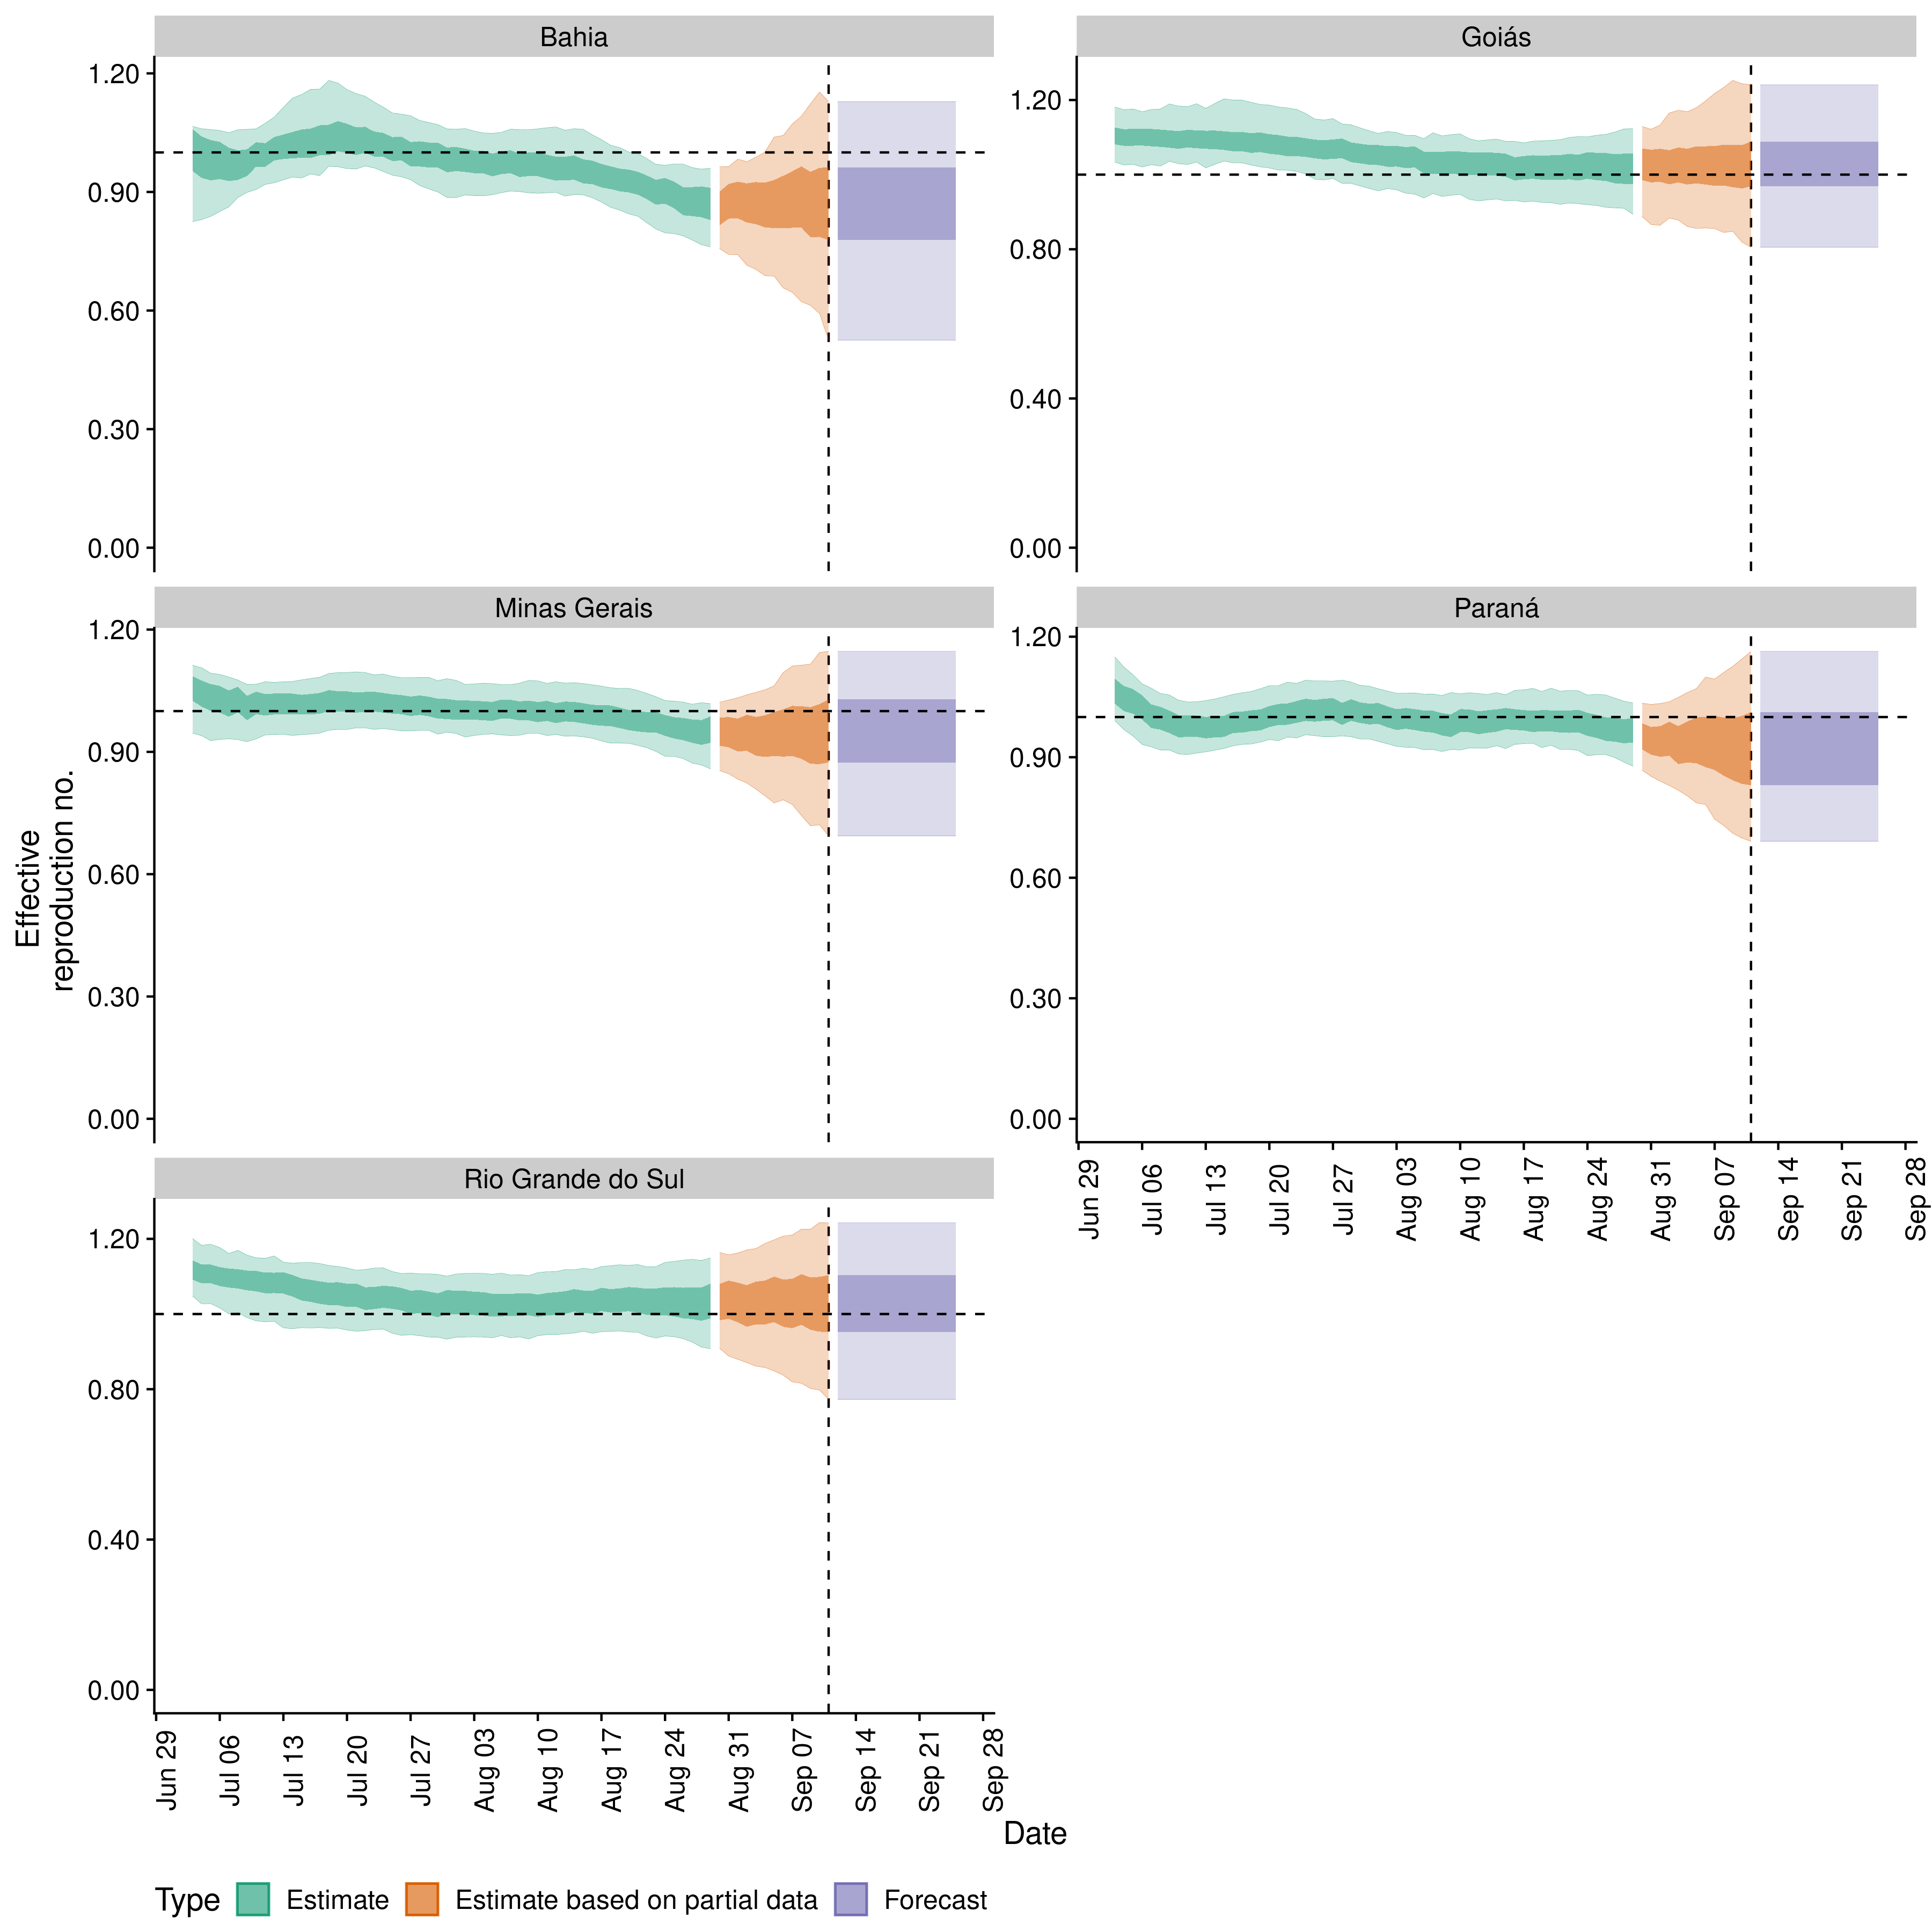 Bahia
Goiás
1.20
0.90
0.60
0.30
0.00
1.20
0.80
0.40
0.00
Minas Gerais
Paraná
1.20
0.90
0.60
0.30
0.00
1.20
0.90
0.60
0.30
0.00
Jun 29
Jul 06
Jul 13
Jul 20
Jul 27
Aug 03
Aug 10
Aug 17
Aug 24
Aug 31
Sep 07
Sep 14
Sep 21
Sep 28
Effective
reproduction no.
Rio Grande do Sul
1.20
0.80
0.40
0.00
Jun 29
Jul 06
Jul 13
Jul 20
Jul 27
Aug 03
Aug 10
Aug 17
Aug 24
Aug 31
Sep 07
Sep 14
Sep 21
Sep 28
Date
Type Estimate Estimate based on partial data Forecast